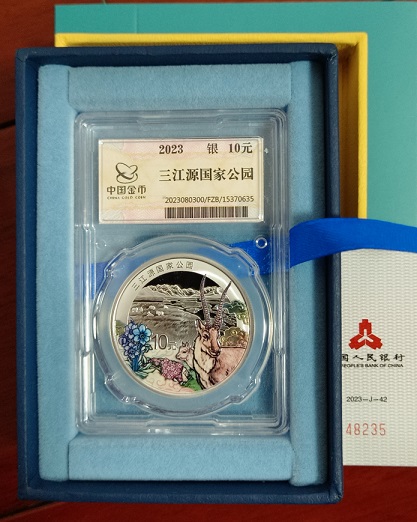 2023 银 10元
中国金币
CHINA GOLD COIN
三江源国家公园
2023080300/FZB/15370635
三江源国家公园
10元
国人民银行
PEOPLE'S BANK OF CHINA
2023-J-42
48235